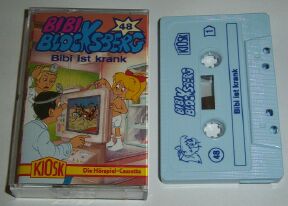 BIBI
BLOCKSBERG
48
Bibi ist krank
KIOSK
Die Hörspiel-Cassette
KIOSK
1
BIBI
BLOCKSBERG
Bibi ist krank
48